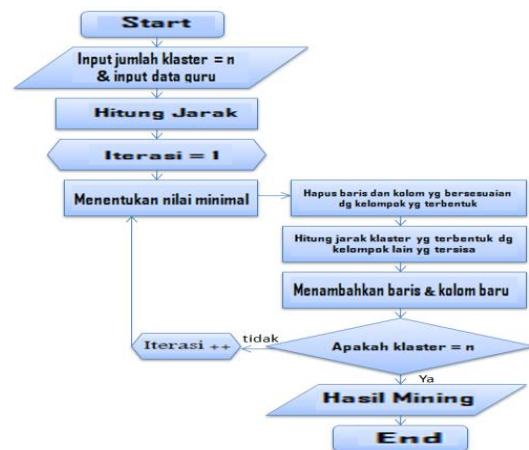 Start
Input jumlah klaster = n
& input data guru
Hitung Jarak
Iterasi = 1
Menentukan nilai minimal
Hapus baris dan kolom yg bersesuaian
dg kelompok yg terbentuk
Hitung jarak klaster yg terbentuk dg
kelompok lain yg tersisa
Menambahkan baris & kolom baru
Apakah klaster = n
tidak
Iterasi ++
Ya
Hasil Mining
End